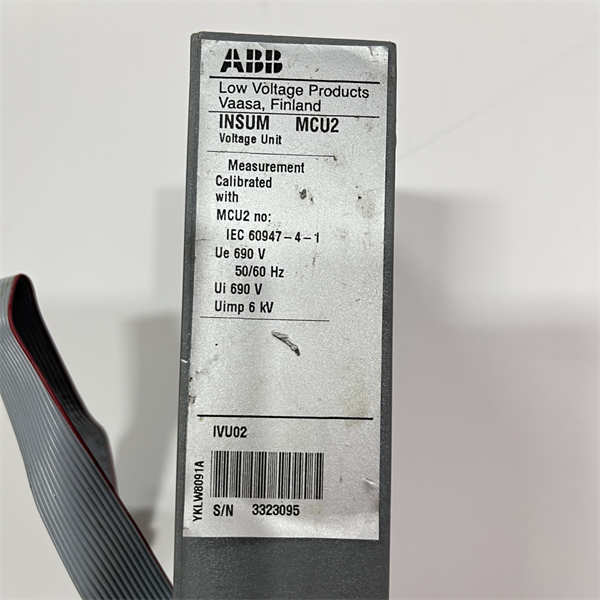 ABB
Low Voltage Products
Vaasa, Finland
INSUM MCU2
Voltage Unit
Measurement
Calibrated
with
MCU2 no:
IEC 60947-4-1
Ue 690 V
50/60 Hz
Ui 690 V
Uimp 6 kV
IVU02
YKLW8091A
S/N 3323095